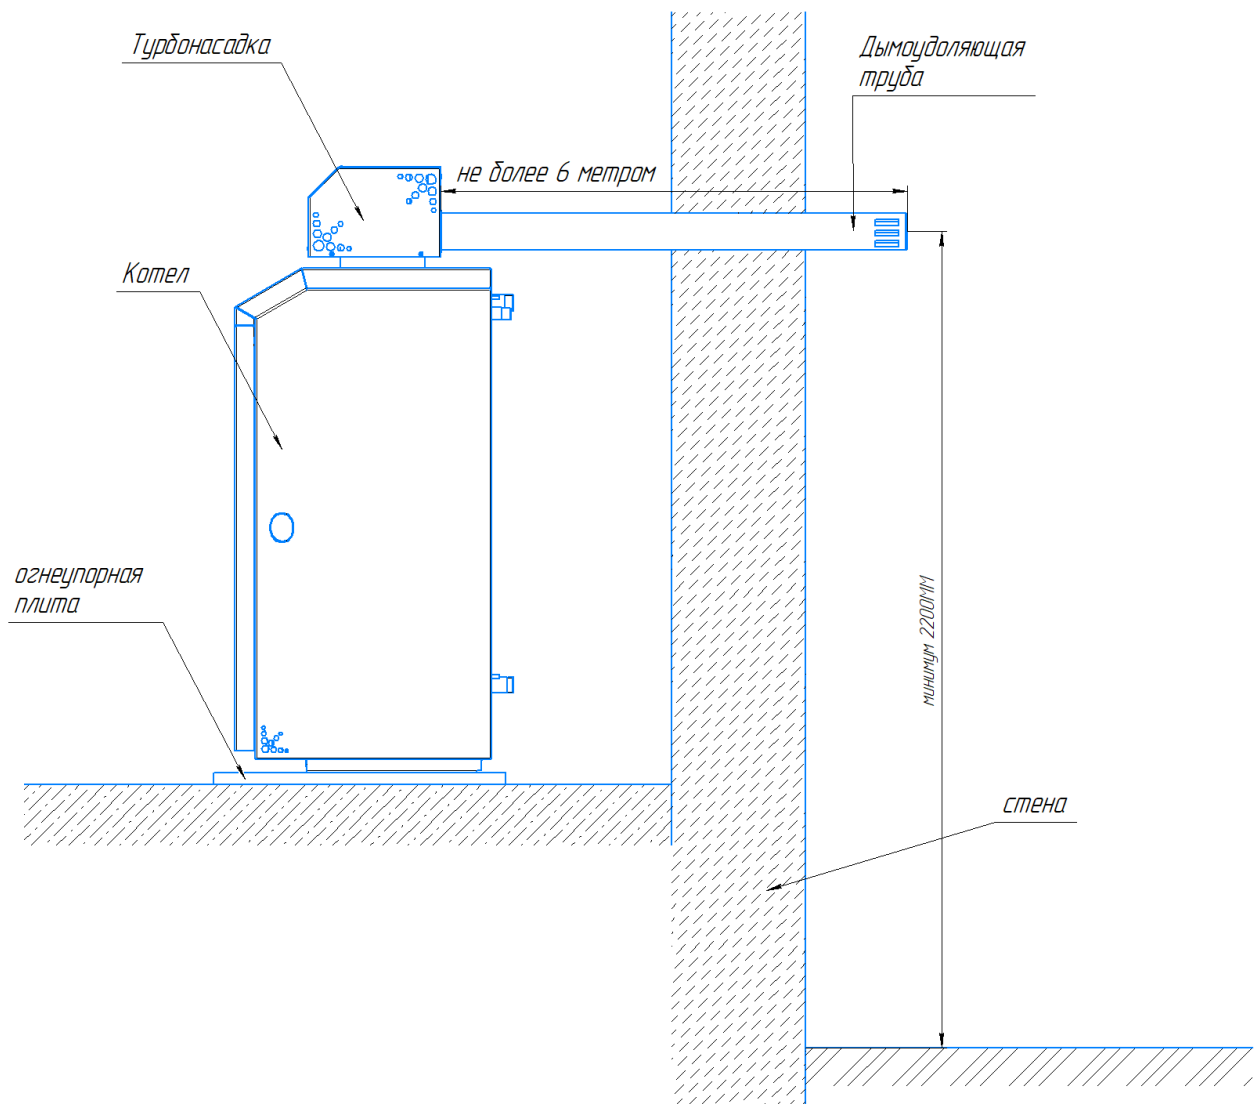 Турбонасадка
Дымоудоляющая
труба
не более 6 метром
Котел
огнеупорная
плита
минимум 2200ММ
стена